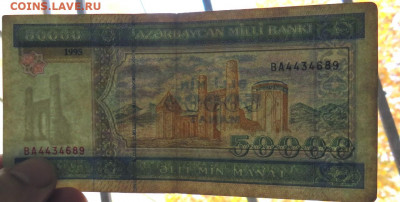 COINS.LAVE.RU
50000
AZƏRBAYCAN MİLLİ BANKI
1995
BA4434689
BA4434689
50000
ƏLLİ MİN MANAT